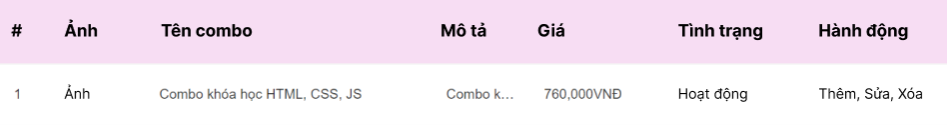 # Ảnh Tên combo Mô tả Giá Tình trạng Hành động
1 Ảnh Combo khóa học HTML, CSS, JS Combo k... 760,000VNĐ Hoạt động Thêm, Sửa, Xóa